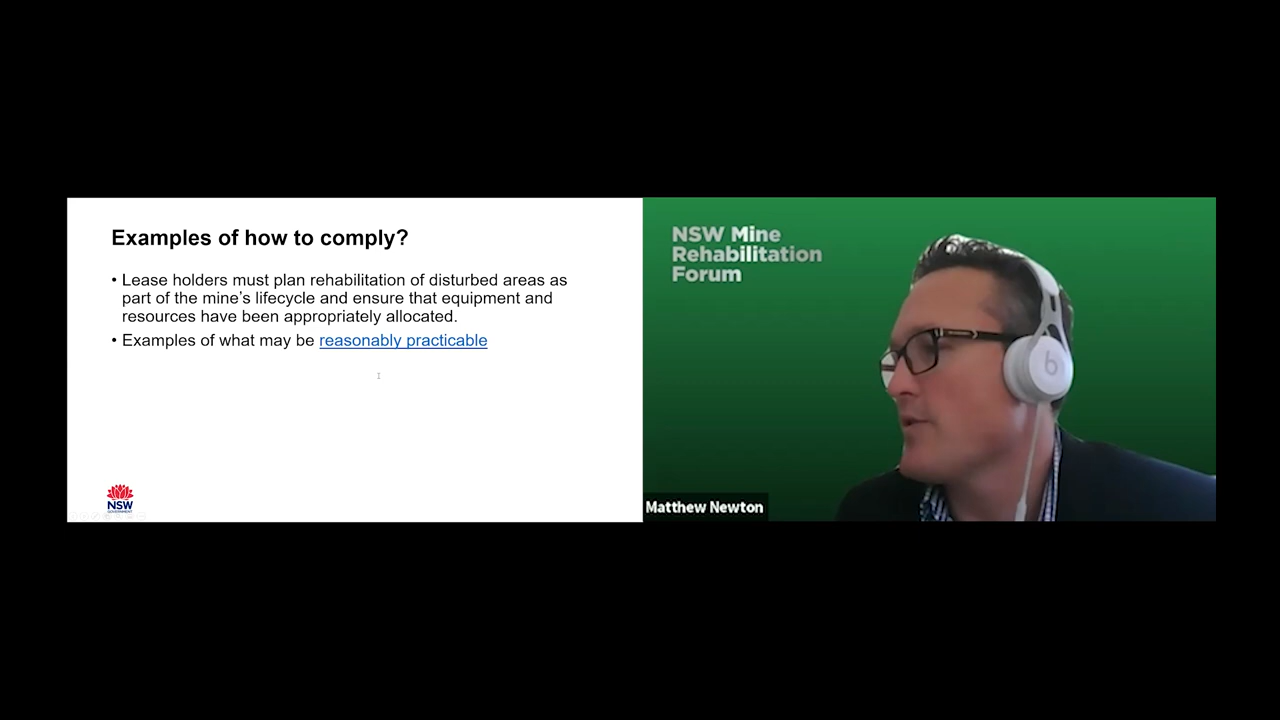 Examples of how to comply?
• Lease holders must plan rehabilitation of disturbed areas as
part of the mine's lifecycle and ensure that equipment and
resources have been appropriately allocated.
• Examples of what may be reasonably practicable
NSW
GOVERNMENT
NSW Mine
Rehabilitation
Forum
Matthew Newton